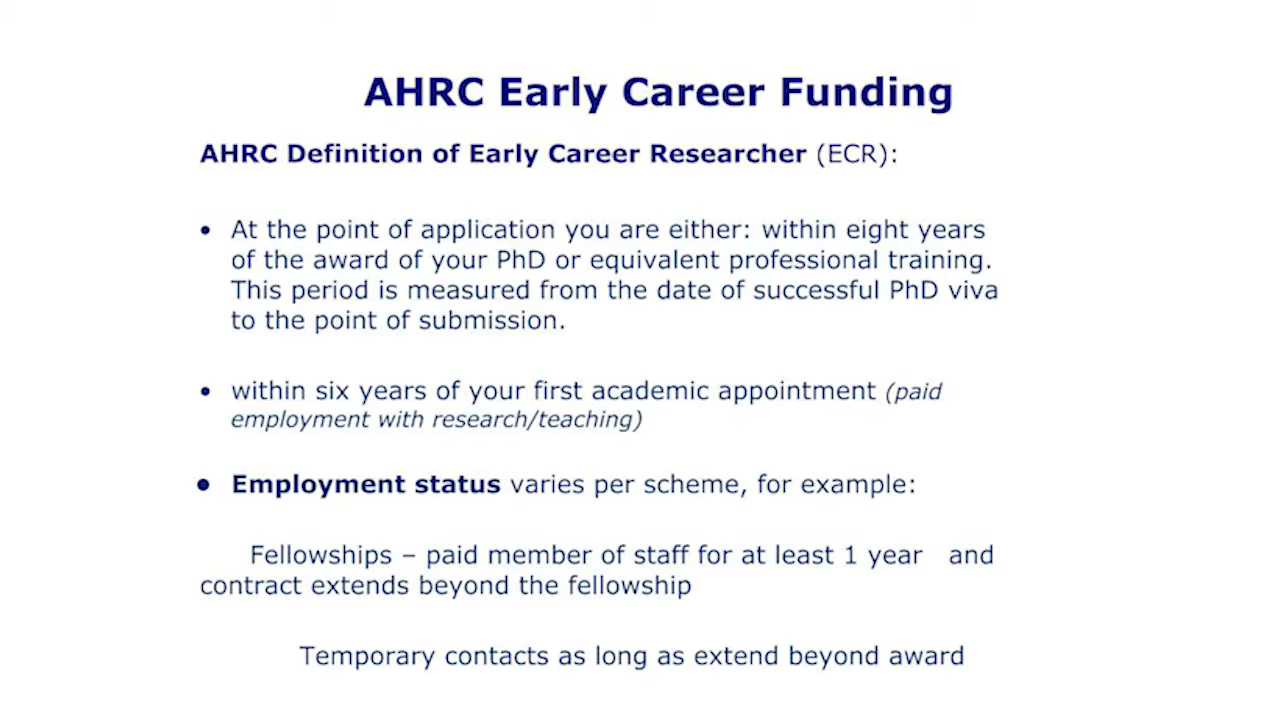 AHRC Early Career Funding
AHRC Definition of Early Career Researcher (ECR):
• At the point of application you are either: within eight years
of the award of your PhD or equivalent professional training.
This period is measured from the date of successful PhD viva
to the point of submission.
• within six years of your first academic appointment (paid
employment with research/teaching)
• Employment status varies per scheme, for example:
Fellowships – paid member of staff for at least 1 year and
contract extends beyond the fellowship
Temporary contacts as long as extend beyond award